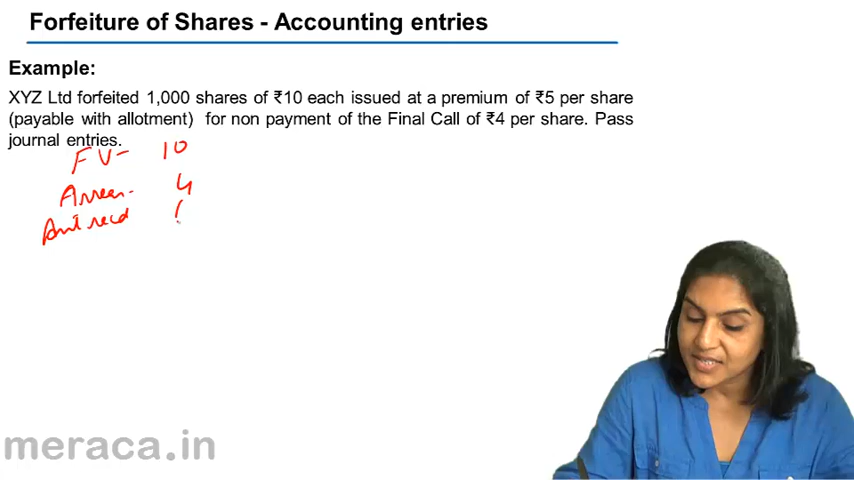 Forfeiture of Shares - Accounting entries
Example:
XYZ Ltd forfeited 1,000 shares of ₹10 each issued at a premium of ₹5 per share
(payable with allotment) for non payment of the Final Call of ₹4 per share. Pass
journal entries.
FV- 10
Arrear- 4
Amt recd
meraca.in